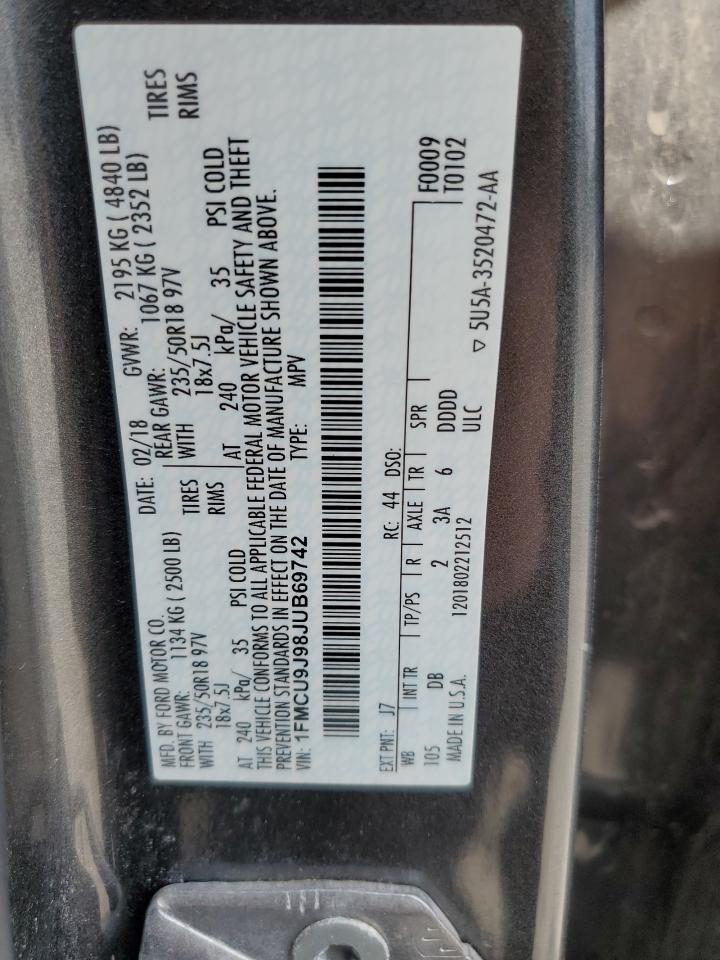 MFD. BY FORD MOTOR CO. DATE: 02/18 GVWR: 2195 KG ( 4840 LB)
FRONT GAWR: 1134 KG ( 2500 LB) REAR GAWR: 1067 KG ( 2352 LB)
WITH 235/50R18 97V TIRES WITH 235/50R18 97V TIRES
18x7.5J RIMS 18x7.5J RIMS
AT 240 kPa/ 35 PSI COLD AT 240 kPa/ 35 PSI COLD
THIS VEHICLE CONFORMS TO ALL APPLICABLE FEDERAL MOTOR VEHICLE SAFETY AND THEFT
PREVENTION STANDARDS IN EFFECT ON THE DATE OF MANUFACTURE SHOWN ABOVE.
VIN: 1FMCU9J98JUB69742 TYPE: MPV
EXT PNT: J7 RC: 44 DSO: F0009
WB INT TR TP/PS R AXLE TR SPR T0102
105 DB 2 3A 6 DDDD
MADE IN U.S.A. 1201802212512 ULC
▽ 5U5A-3520472-AA